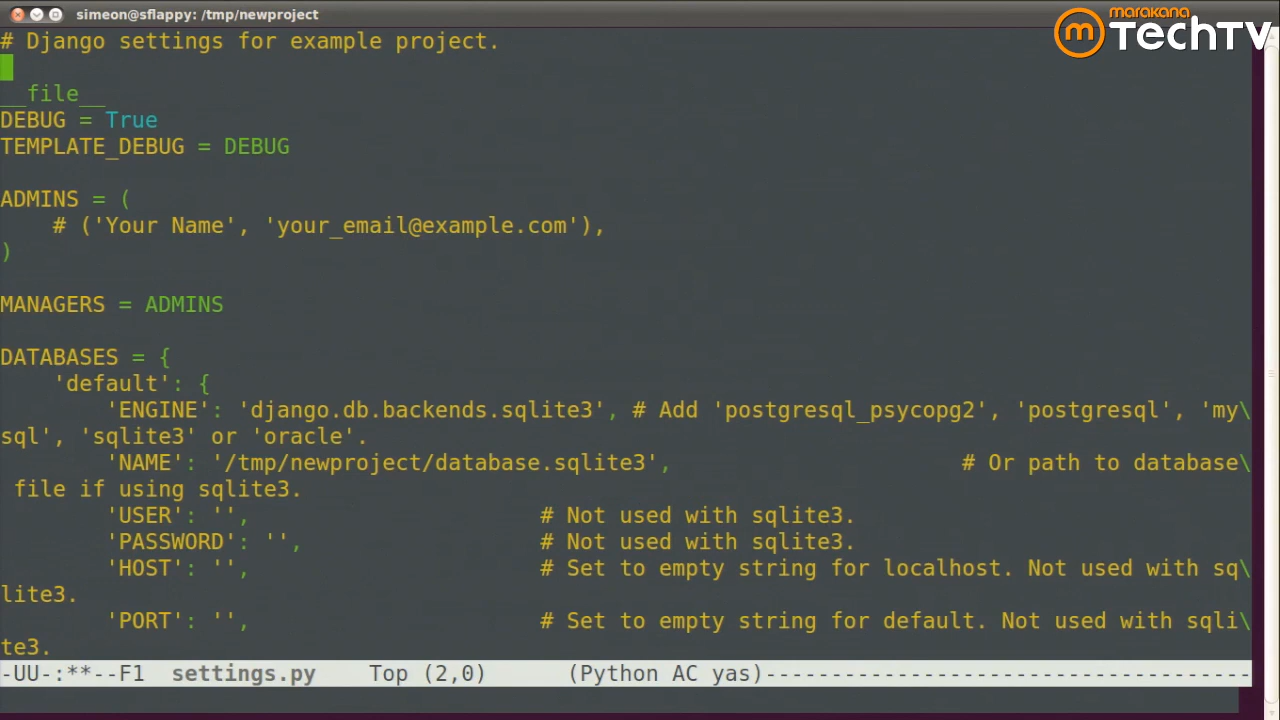 simeon@sflappy: /tmp/newproject
marakana
m TechTV
# Django settings for example project.
__file__
DEBUG = True
TEMPLATE_DEBUG = DEBUG
ADMINS = (
    # ('Your Name', 'your_email@example.com'),
)
MANAGERS = ADMINS
DATABASES = {
    'default': {
        'ENGINE': 'django.db.backends.sqlite3', # Add 'postgresql_psycopg2', 'postgresql', 'my\
sql', 'sqlite3' or 'oracle'.
        'NAME': '/tmp/newproject/database.sqlite3',                      # Or path to database\
 file if using sqlite3.
        'USER': '',                      # Not used with sqlite3.
        'PASSWORD': '',                  # Not used with sqlite3.
        'HOST': '',                      # Set to empty string for localhost. Not used with sq\
lite3.
        'PORT': '',                      # Set to empty string for default. Not used with sqli\
te3.
-UU-:**--F1  settings.py    Top (2,0)      (Python AC yas)-------------------------------------